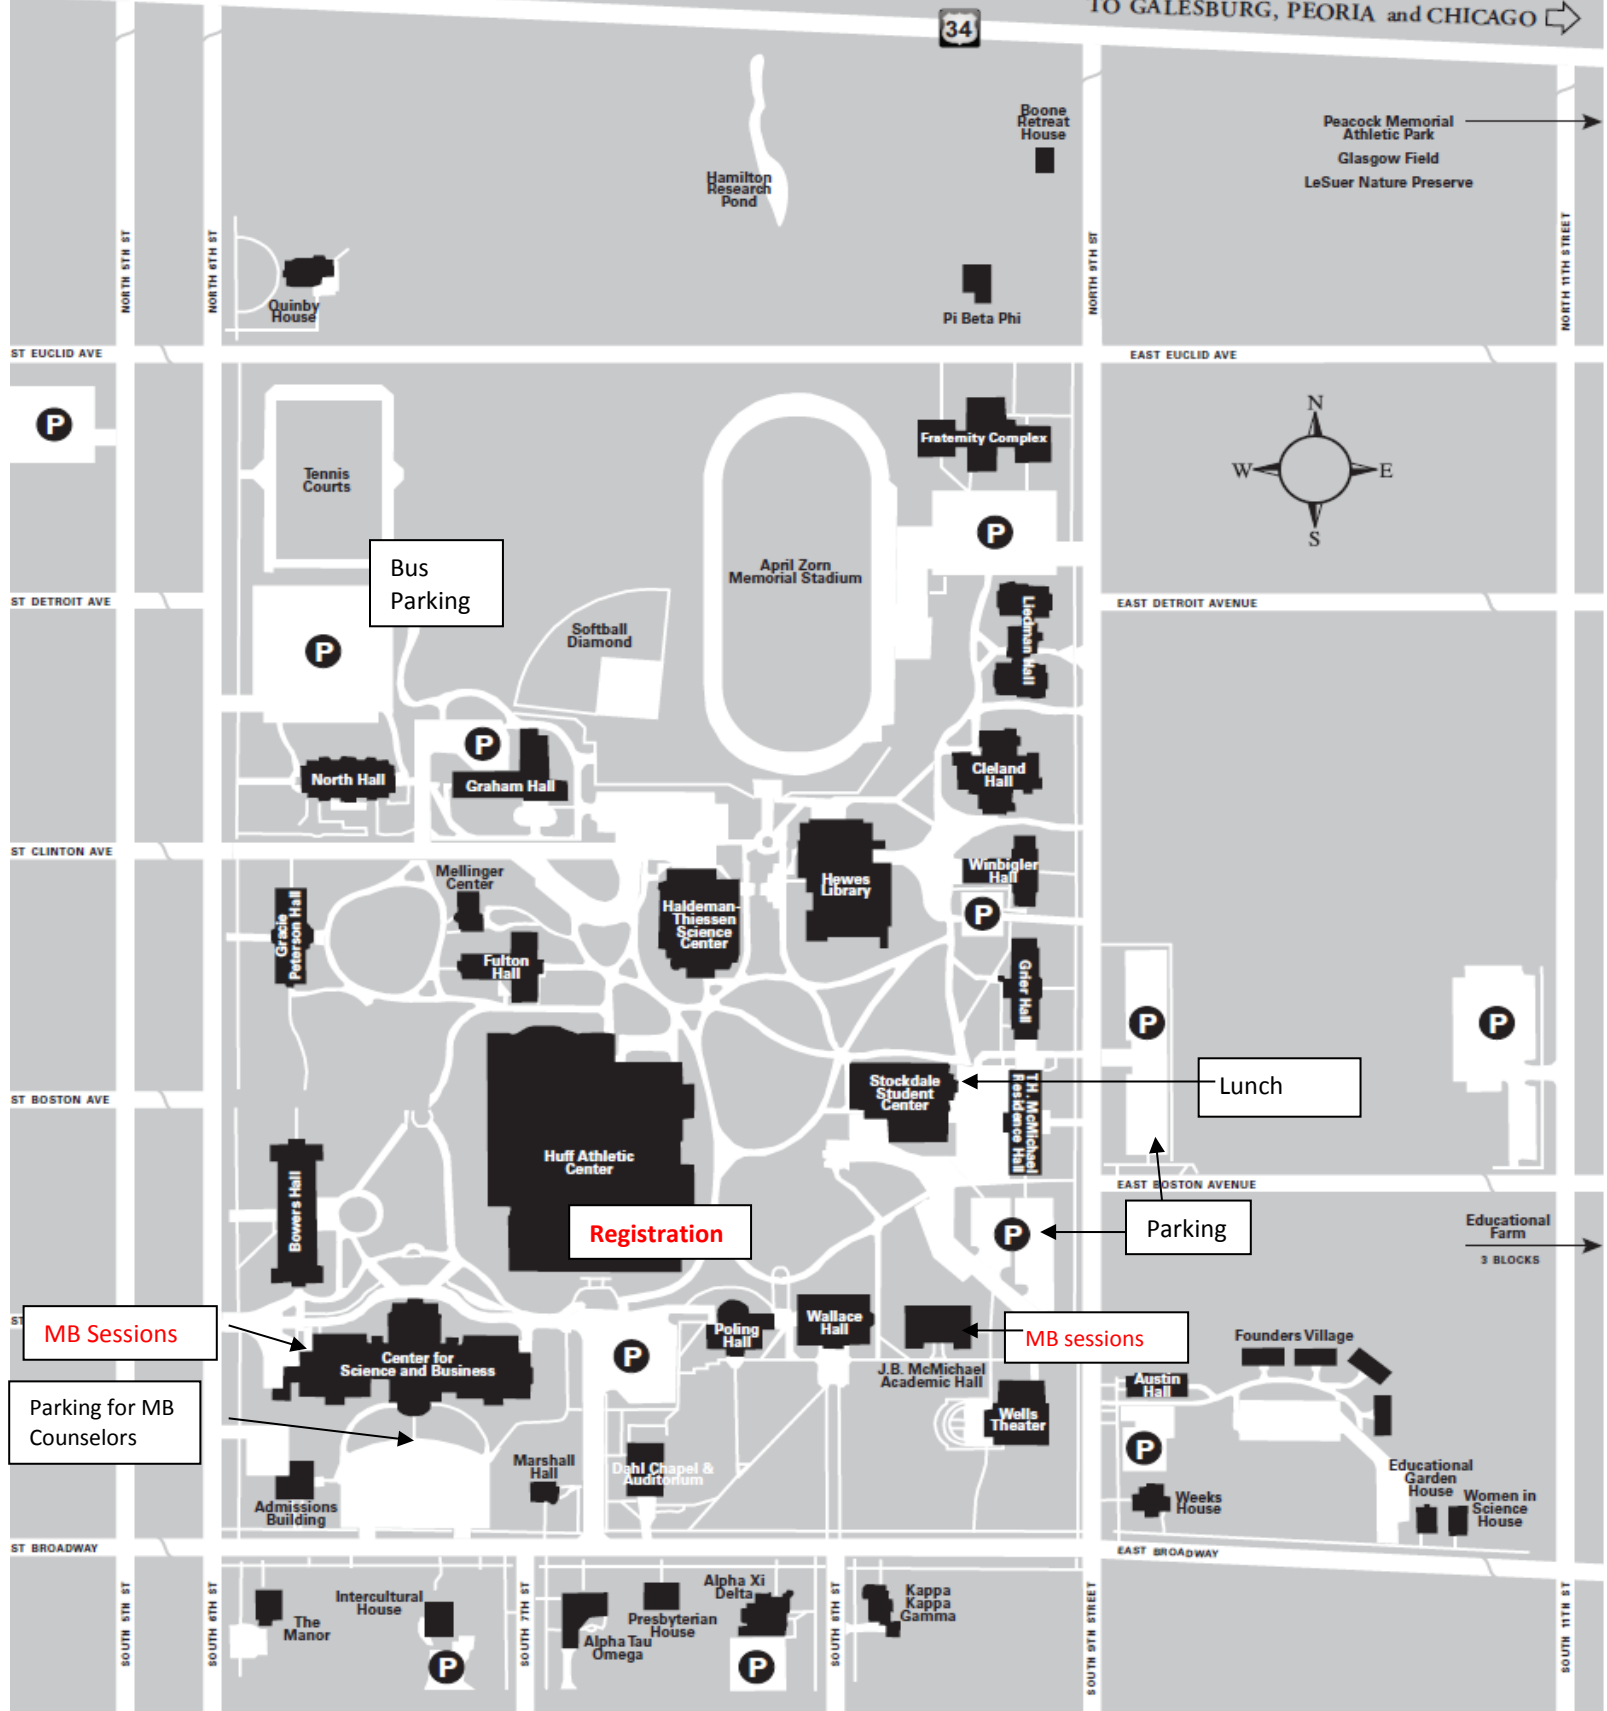 TO GALESBURG, PEORIA and CHICAGO
34
Boone
Retreat
House
Peacock Memorial
Athletic Park
Glasgow Field
LeSuer Nature Preserve
Hamilton
Research
Pond
NORTH 5TH ST
NORTH 6TH ST
NORTH 9TH ST
NORTH 11TH STREET
Quinby
House
Pi Beta Phi
ST EUCLID AVE
EAST EUCLID AVE
P
N
W
E
S
Fraternity Complex
Tennis
Courts
P
Bus
Parking
April Zorn
Memorial Stadium
ST DETROIT AVE
EAST DETROIT AVENUE
Liedman Hall
Softball
Diamond
P
P
North Hall
Graham Hall
Cleland
Hall
ST CLINTON AVE
Mellinger
Center
Winbigler
Hall
Hewes
Library
Haldeman-
Thiessen
Science
Center
P
Gracie
Peterson Hall
Fulton
Hall
Grier Hall
P
P
Stockdale
Student
Center
Lunch
T.H. McMichael
Residence Hall
ST BOSTON AVE
Huff Athletic
Center
EAST BOSTON AVENUE
Bowers Hall
Registration
P
Parking
Educational
Farm
3 BLOCKS
ST
MB Sessions
Poling
Hall
Wallace
Hall
MB sessions
Founders Village
P
Center for
Science and Business
J.B. McMichael
Academic Hall
Austin
Hall
Parking for MB
Counselors
Wells
Theater
P
Marshall
Hall
Dahl Chapel &
Auditorium
Educational
Garden
House
Women in
Science
House
Weeks
House
Admissions
Building
ST BROADWAY
EAST BROADWAY
SOUTH 5TH ST
SOUTH 6TH ST
SOUTH 7TH ST
SOUTH 8TH ST
SOUTH 9TH STREET
SOUTH 11TH ST
The
Manor
Intercultural
House
P
Alpha Tau
Omega
Presbyterian
House
Alpha Xi
Delta
P
Kappa
Kappa
Gamma